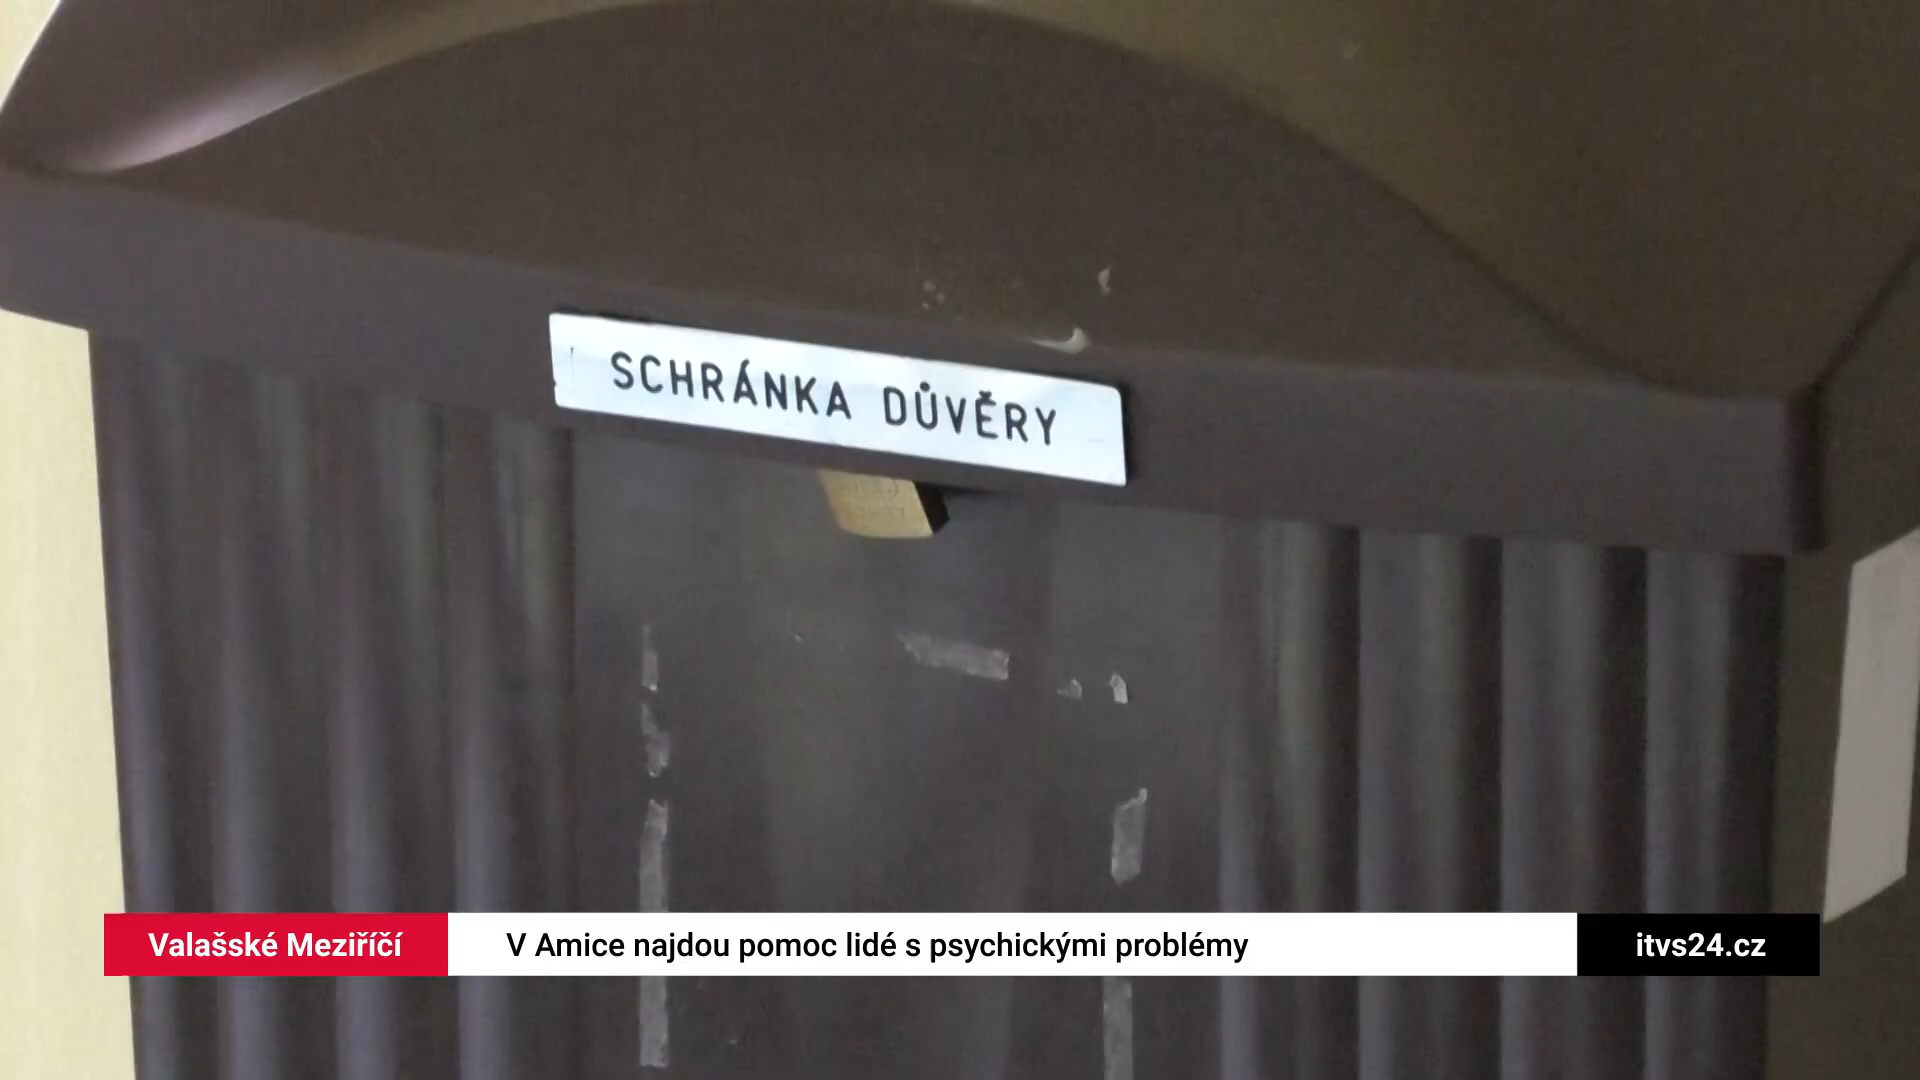 SCHRÁNKA DŮVĚRY
Valašské Meziříčí
V Amice najdou pomoc lidé s psychickými problémy
itvs24.cz